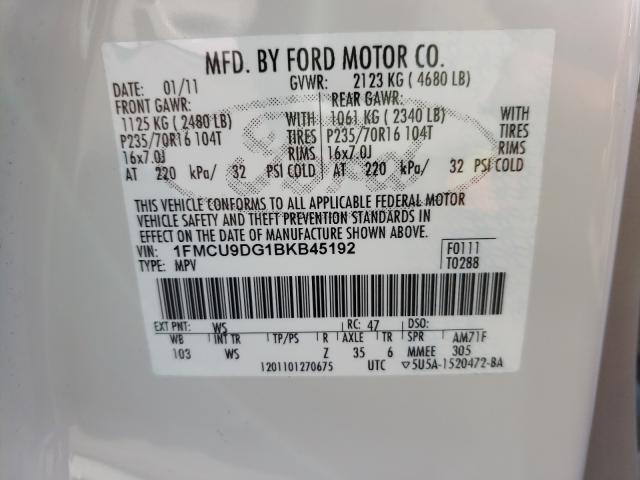 MFD. BY FORD MOTOR CO.
DATE: 01/11 GVWR: 2123 KG ( 4680 LB)
FRONT GAWR: REAR GAWR:
1125 KG ( 2480 LB) WITH 1061 KG ( 2340 LB) WITH
P235/70R16 104T TIRES P235/70R16 104T TIRES
16x7.0J RIMS 16x7.0J RIMS
AT 220 kPa/ 32 PSI COLD AT 220 kPa/ 32 PSI COLD
Ford
THIS VEHICLE CONFORMS TO ALL APPLICABLE FEDERAL MOTOR
VEHICLE SAFETY AND THEFT PREVENTION STANDARDS IN
EFFECT ON THE DATE OF MANUFACTURE SHOWN ABOVE.
VIN: 1FMCU9DG1BKB45192 F0111
TYPE: MPV T0288
EXT PNT: WS RC: 47 DSO:
WB INT TR TP/PS R AXLE TR SPR AM71F
103 WS Z 35 6 MMEE 305
1201101270675 UTC ▽5U5A-1520472-BA